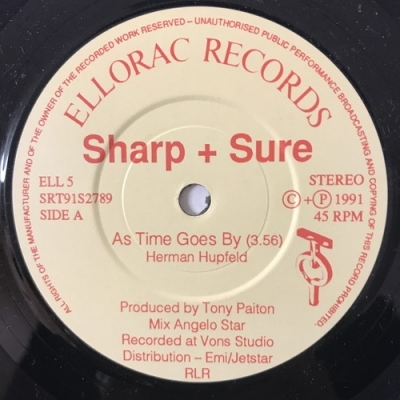 ALL RIGHTS OF THE MANUFACTURER AND OF THE OWNER OF THE RECORDED WORK RESERVED – UNAUTHORISED PUBLIC PERFORMANCE BROADCASTING AND COPYING OF THIS RECORD PROHIBITED.
ELLORAC RECORDS
Sharp + Sure
ELL 5
SRT91S2789
SIDE A
STEREO
©+℗1991
45 RPM
As Time Goes By (3.56)
Herman Hupfeld
Produced by Tony Paiton
Mix Angelo Star
Recorded at Vons Studio
Distribution – Emi/Jetstar
RLR